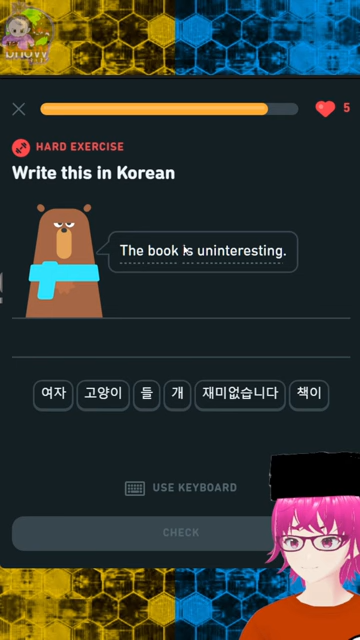 5
HARD EXERCISE
Write this in Korean
The book is uninteresting.
여자 고양이 들 개 재미없습니다 책이
USE KEYBOARD
CHECK